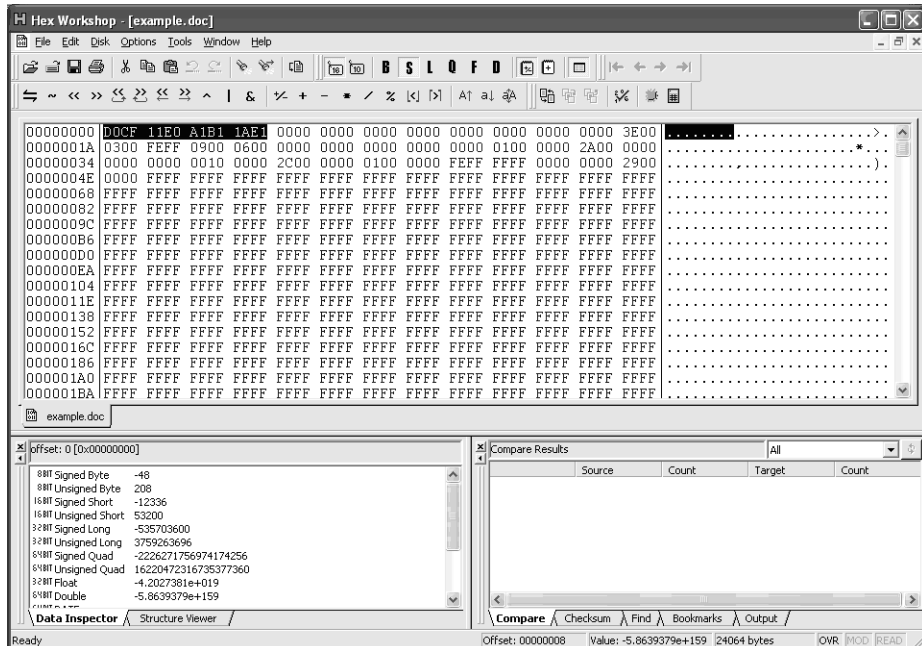 Hex Workshop - [example.doc]
File Edit Disk Options Tools Window Help
B S L Q F D
00000000 D0CF 11E0 A1B1 1AE1 0000 0000 0000 0000 0000 0000 0000 0000 3E00 ........................>.
0000001A 0300 FEFF 0900 0600 0000 0000 0000 0000 0000 0100 0000 2A00 0000 ......................*...
00000034 0000 0000 0010 0000 2C00 0000 0100 0000 FEFF FFFF 0000 0000 2900 ........,...............).
0000004E 0000 FFFF FFFF FFFF FFFF FFFF FFFF FFFF FFFF FFFF FFFF FFFF FFFF ..........................
00000068 FFFF FFFF FFFF FFFF FFFF FFFF FFFF FFFF FFFF FFFF FFFF FFFF FFFF ..........................
00000082 FFFF FFFF FFFF FFFF FFFF FFFF FFFF FFFF FFFF FFFF FFFF FFFF FFFF ..........................
0000009C FFFF FFFF FFFF FFFF FFFF FFFF FFFF FFFF FFFF FFFF FFFF FFFF FFFF ..........................
000000B6 FFFF FFFF FFFF FFFF FFFF FFFF FFFF FFFF FFFF FFFF FFFF FFFF FFFF ..........................
000000D0 FFFF FFFF FFFF FFFF FFFF FFFF FFFF FFFF FFFF FFFF FFFF FFFF FFFF ..........................
000000EA FFFF FFFF FFFF FFFF FFFF FFFF FFFF FFFF FFFF FFFF FFFF FFFF FFFF ..........................
00000104 FFFF FFFF FFFF FFFF FFFF FFFF FFFF FFFF FFFF FFFF FFFF FFFF FFFF ..........................
0000011E FFFF FFFF FFFF FFFF FFFF FFFF FFFF FFFF FFFF FFFF FFFF FFFF FFFF ..........................
00000138 FFFF FFFF FFFF FFFF FFFF FFFF FFFF FFFF FFFF FFFF FFFF FFFF FFFF ..........................
00000152 FFFF FFFF FFFF FFFF FFFF FFFF FFFF FFFF FFFF FFFF FFFF FFFF FFFF ..........................
0000016C FFFF FFFF FFFF FFFF FFFF FFFF FFFF FFFF FFFF FFFF FFFF FFFF FFFF ..........................
00000186 FFFF FFFF FFFF FFFF FFFF FFFF FFFF FFFF FFFF FFFF FFFF FFFF FFFF ..........................
000001A0 FFFF FFFF FFFF FFFF FFFF FFFF FFFF FFFF FFFF FFFF FFFF FFFF FFFF ..........................
000001BA FFFF FFFF FFFF FFFF FFFF FFFF FFFF FFFF FFFF FFFF FFFF FFFF FFFF ..........................
example.doc
offset: 0 [0x00000000]
8BIT Signed Byte -48
8BIT Unsigned Byte 208
16BIT Signed Short -12336
16BIT Unsigned Short 53200
32BIT Signed Long -535703600
32BIT Unsigned Long 3759263696
64BIT Signed Quad -2226271756974174256
64BIT Unsigned Quad 16220472316735377360
32BIT Float -4.2027381e+019
64BIT Double -5.8639379e+159
Data Inspector Structure Viewer
Compare Results All
Source Count Target Count
Compare Checksum Find Bookmarks Output
Ready Offset: 00000008 Value: -5.8639379e+159 24064 bytes OVR MOD READ